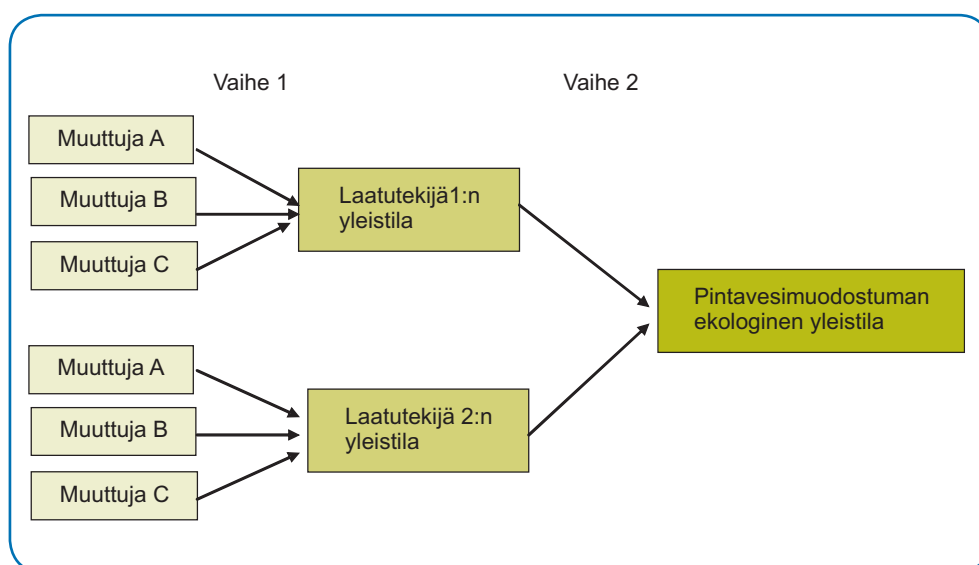 Vaihe 1
Vaihe 2
Muuttuja A
Muuttuja B
Muuttuja C
Laatutekijä1:n
yleistila
Pintavesimuodostuman
ekologinen yleistila
Muuttuja A
Muuttuja B
Muuttuja C
Laatutekijä 2:n
yleistila